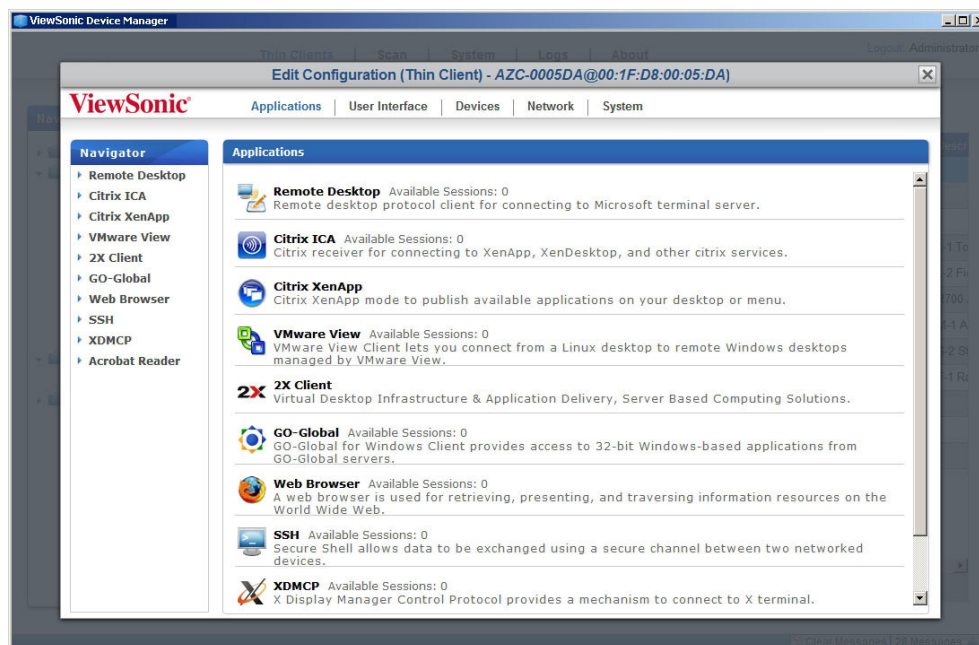 ViewSonic Device Manager
Thin Clients | Scan | System | Logs | About
Logout: Administrator
Edit Configuration (Thin Client) - AZC-0005DA@00:1F:D8:00:05:DA)
ViewSonic®
Applications | User Interface | Devices | Network | System
Navigator
Remote Desktop
Citrix ICA
Citrix XenApp
VMware View
2X Client
GO-Global
Web Browser
SSH
XDMCP
Acrobat Reader
Applications
Remote Desktop Available Sessions: 0
Remote desktop protocol client for connecting to Microsoft terminal server.
Citrix ICA Available Sessions: 0
Citrix receiver for connecting to XenApp, XenDesktop, and other citrix services.
Citrix XenApp
Citrix XenApp mode to publish available applications on your desktop or menu.
VMware View Available Sessions: 0
VMware View Client lets you connect from a Linux desktop to remote Windows desktops
managed by VMware View.
2X
2X Client
Virtual Desktop Infrastructure & Application Delivery, Server Based Computing Solutions.
GO-Global Available Sessions: 0
GO-Global for Windows Client provides access to 32-bit Windows-based applications from
GO-Global servers.
Web Browser Available Sessions: 0
A web browser is used for retrieving, presenting, and traversing information resources on the
World Wide Web.
SSH Available Sessions: 0
Secure Shell allows data to be exchanged using a secure channel between two networked
devices.
XDMCP Available Sessions: 0
X Display Manager Control Protocol provides a mechanism to connect to X terminal.
Clear Messages | 28 Messages